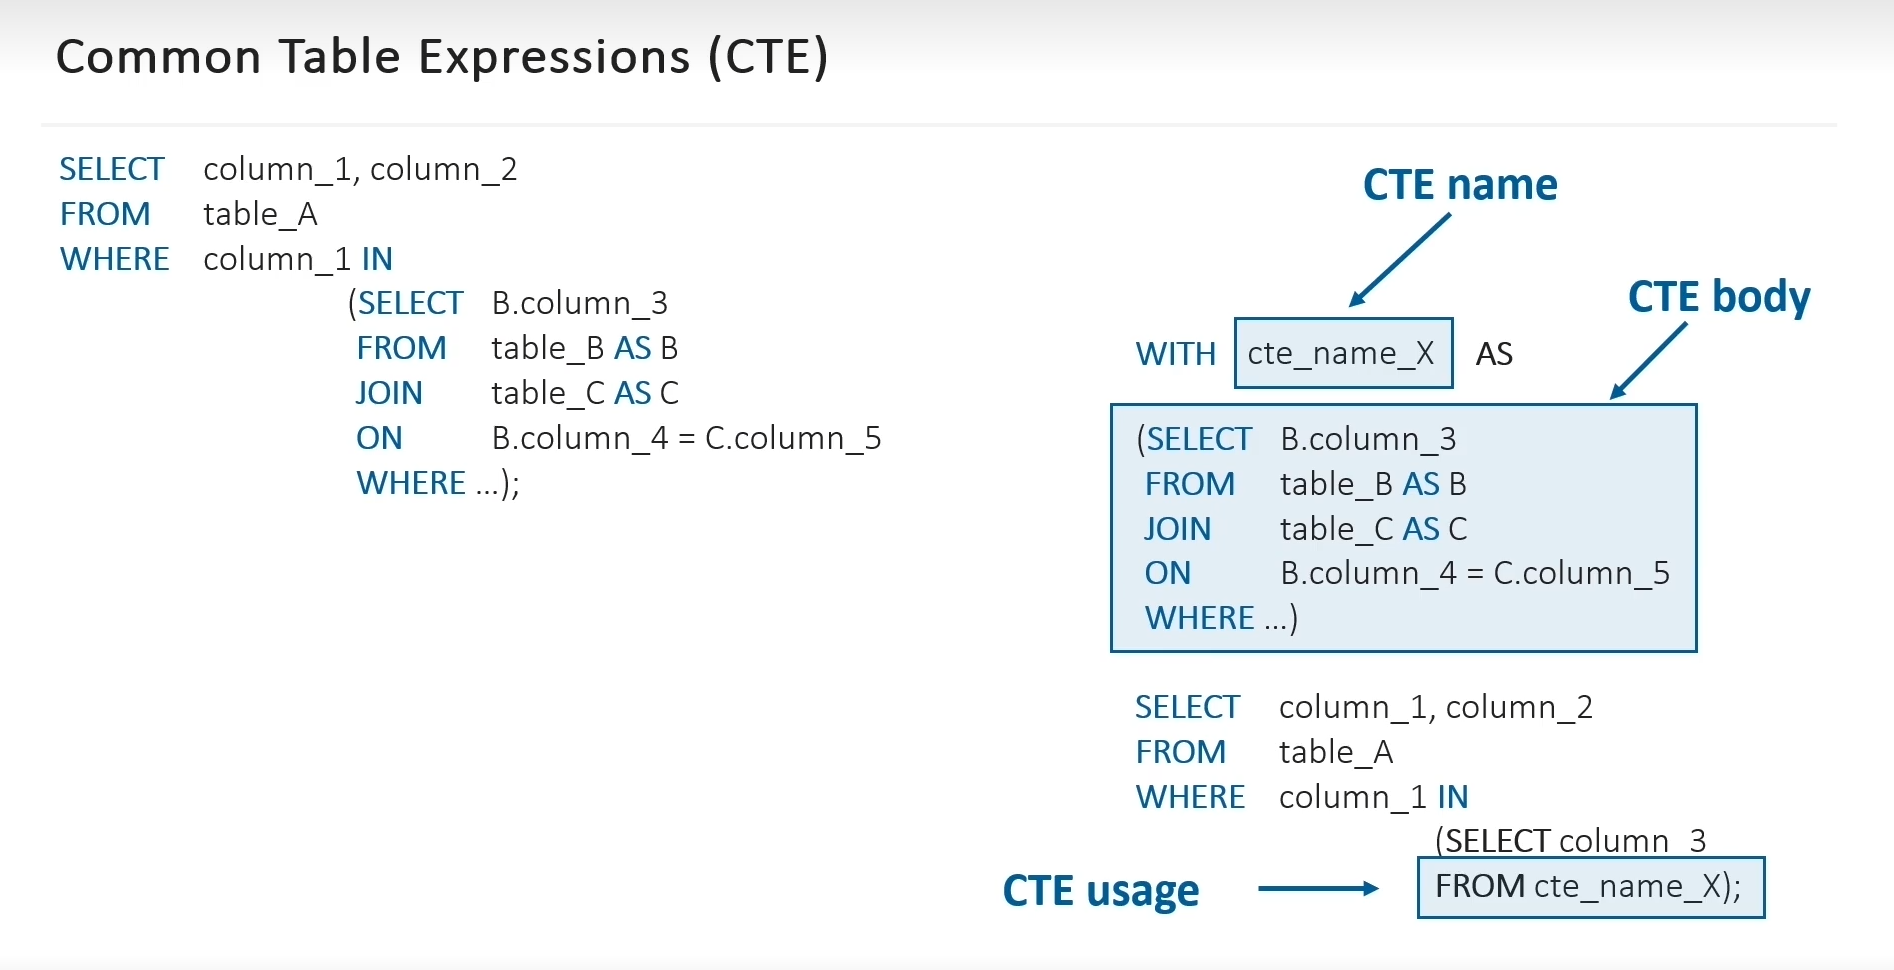 Common Table Expressions (CTE)
SELECT column_1, column_2
FROM table_A
WHERE column_1 IN
(SELECT B.column_3
FROM table_B AS B
JOIN table_C AS C
ON B.column_4 = C.column_5
WHERE ...);
CTE name
CTE body
WITH cte_name_X AS
(SELECT B.column_3
FROM table_B AS B
JOIN table_C AS C
ON B.column_4 = C.column_5
WHERE ...)
SELECT column_1, column_2
FROM table_A
WHERE column_1 IN
(SELECT column_3
CTE usage
FROM cte_name_X);